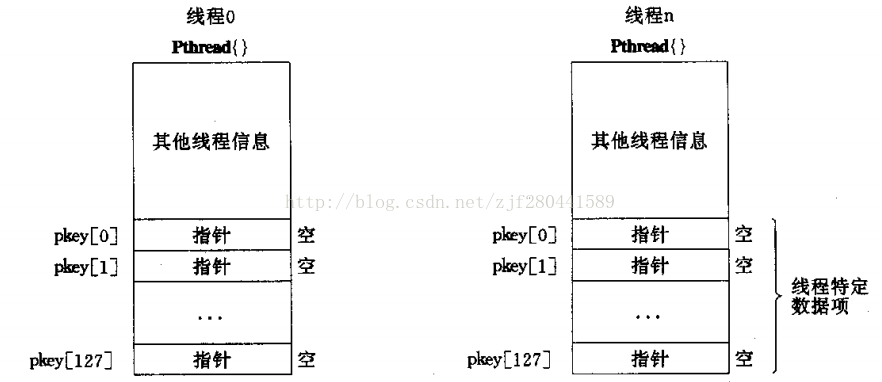 线程0 线程n
Pthread{} Pthread{}
其他线程信息 其他线程信息
http://blog.csdn.net/zjf280441589
pkey[0] 指针 空 pkey[0] 指针 空
pkey[1] 指针 空 pkey[1] 指针 空
线程特定
数据项
... ...
pkey[127] 指针 空 pkey[127] 指针 空